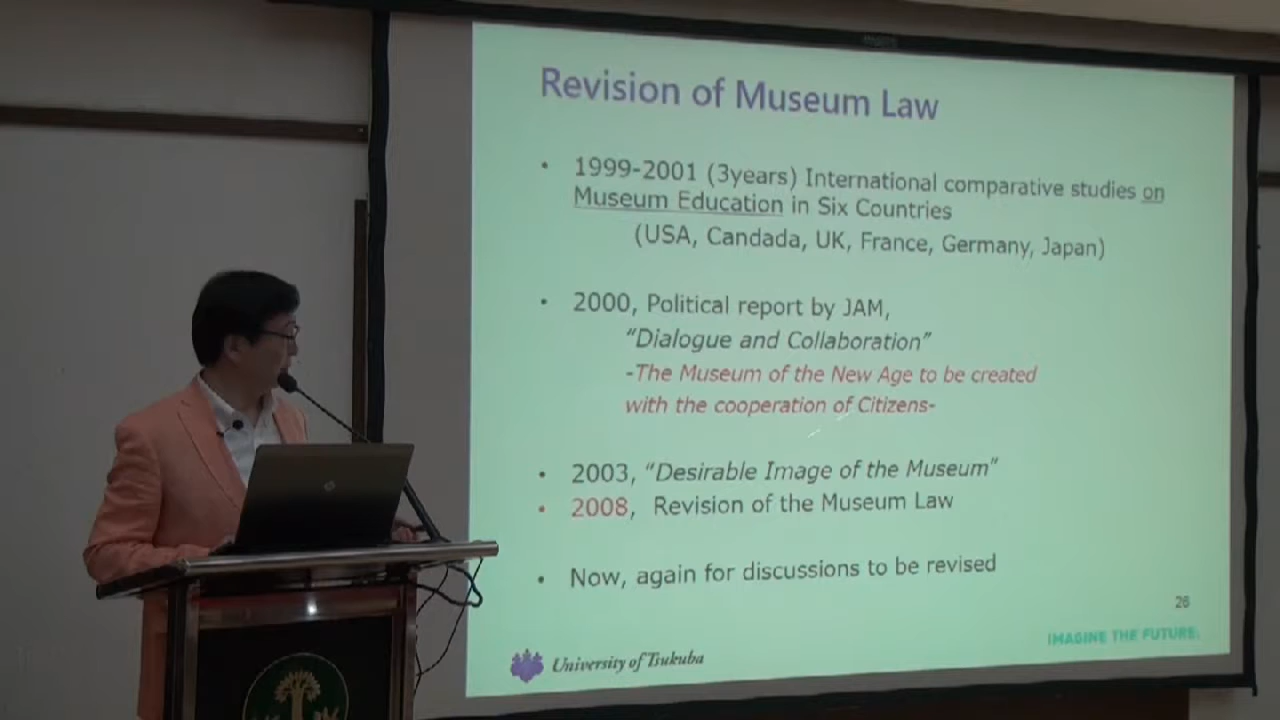 Revision of Museum Law
• 1999-2001 (3years) International comparative studies on
Museum Education in Six Countries
(USA, Candada, UK, France, Germany, Japan)
• 2000, Political report by JAM,
“Dialogue and Collaboration”
-The Museum of the New Age to be created
with the cooperation of Citizens-
• 2003, “Desirable Image of the Museum”
• 2008, Revision of the Museum Law
• Now, again for discussions to be revised
26
IMAGINE THE FUTURE.
University of Tsukuba